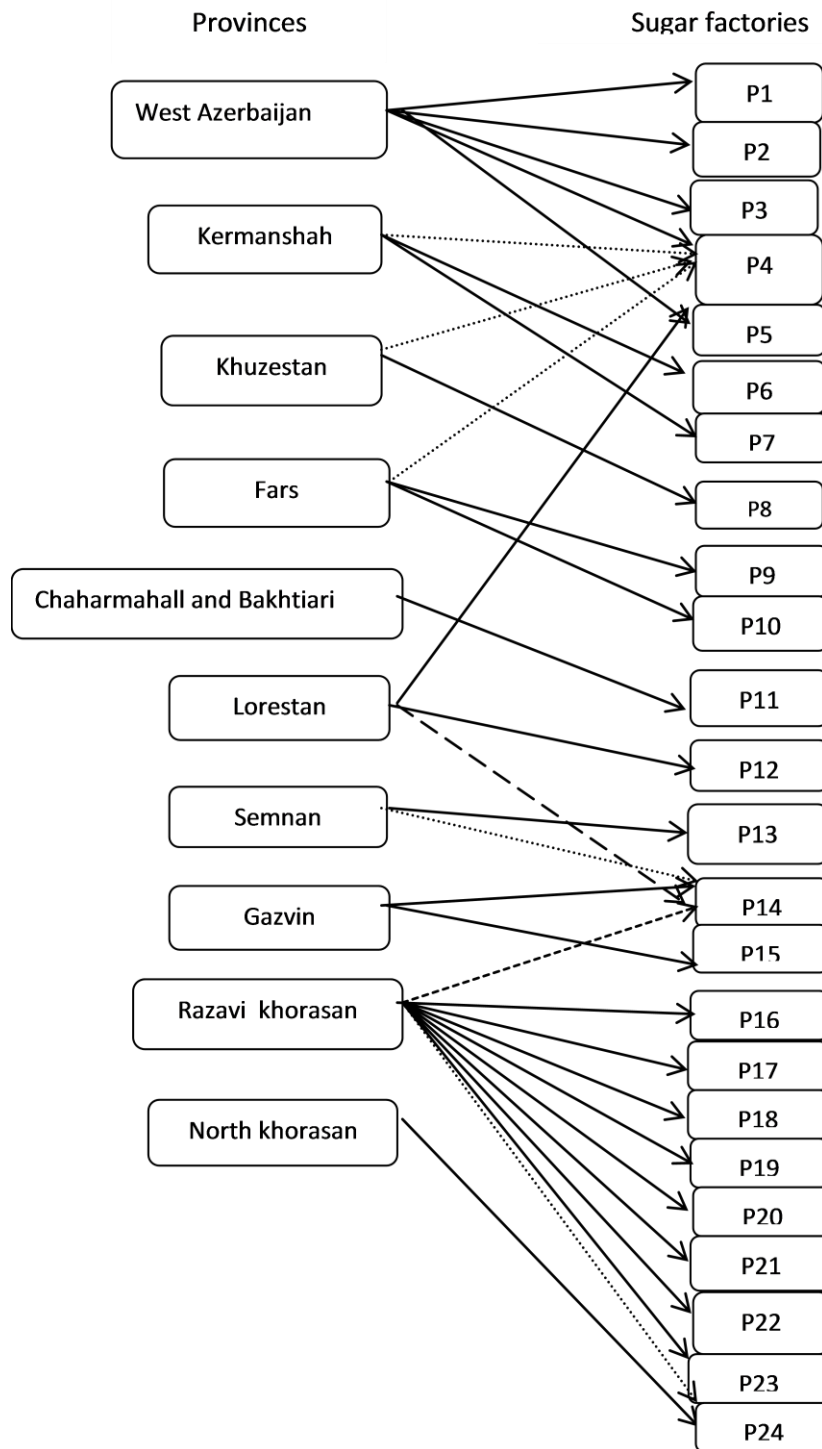 Provinces
Sugar factories
West Azerbaijan
Kermanshah
Khuzestan
Fars
Chaharmahall and Bakhtiari
Lorestan
Semnan
Gazvin
Razavi khorasan
North khorasan
P1
P2
P3
P4
P5
P6
P7
P8
P9
P10
P11
P12
P13
P14
P15
P16
P17
P18
P19
P20
P21
P22
P23
P24